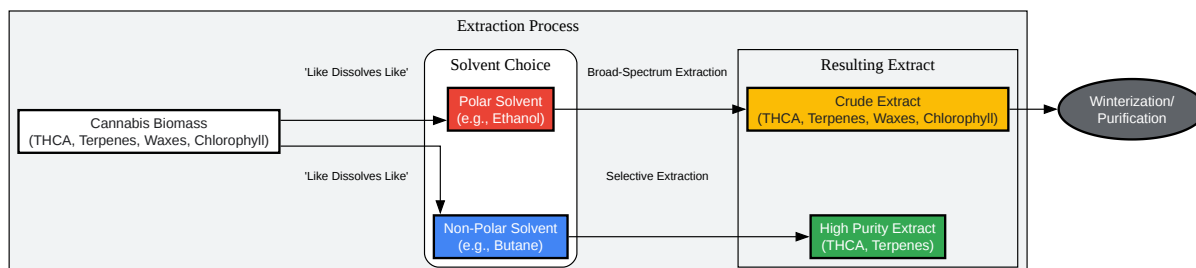 Extraction Process
'Like Dissolves Like'
Solvent Choice
Broad-Spectrum Extraction
Resulting Extract
Cannabis Biomass
(THCA, Terpenes, Waxes, Chlorophyll)
Polar Solvent
(e.g., Ethanol)
Crude Extract
(THCA, Terpenes, Waxes, Chlorophyll)
Winterization/
Purification
'Like Dissolves Like'
Selective Extraction
Non-Polar Solvent
(e.g., Butane)
High Purity Extract
(THCA, Terpenes)